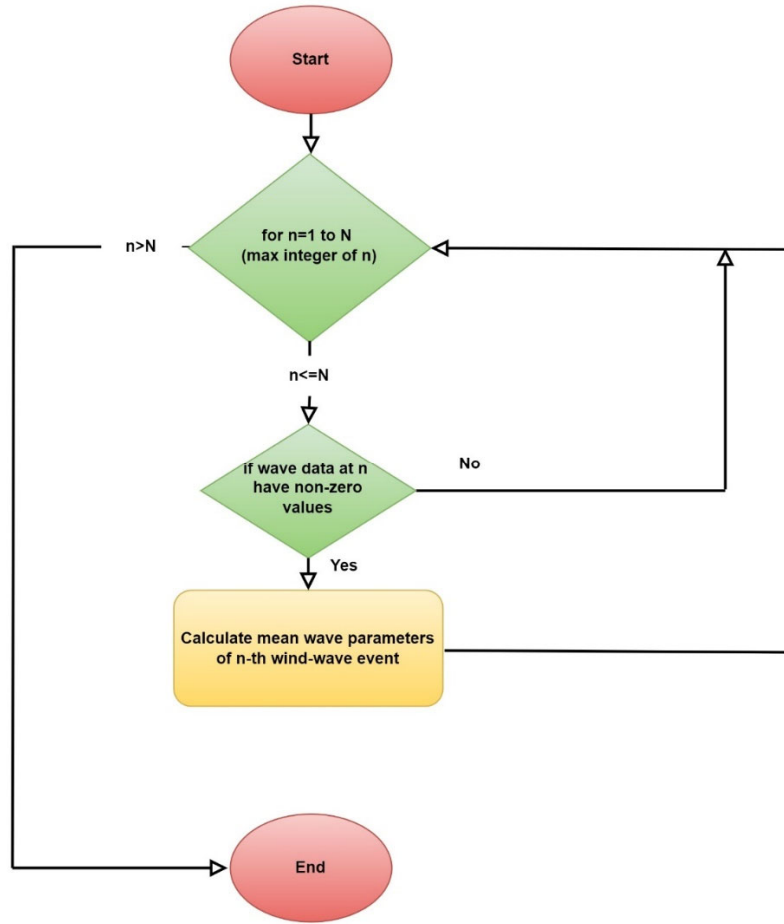 Start
for n=1 to N
(max integer of n)
n>N
n<=N
if wave data at n
have non-zero
values
No
Yes
Calculate mean wave parameters
of n-th wind-wave event
End